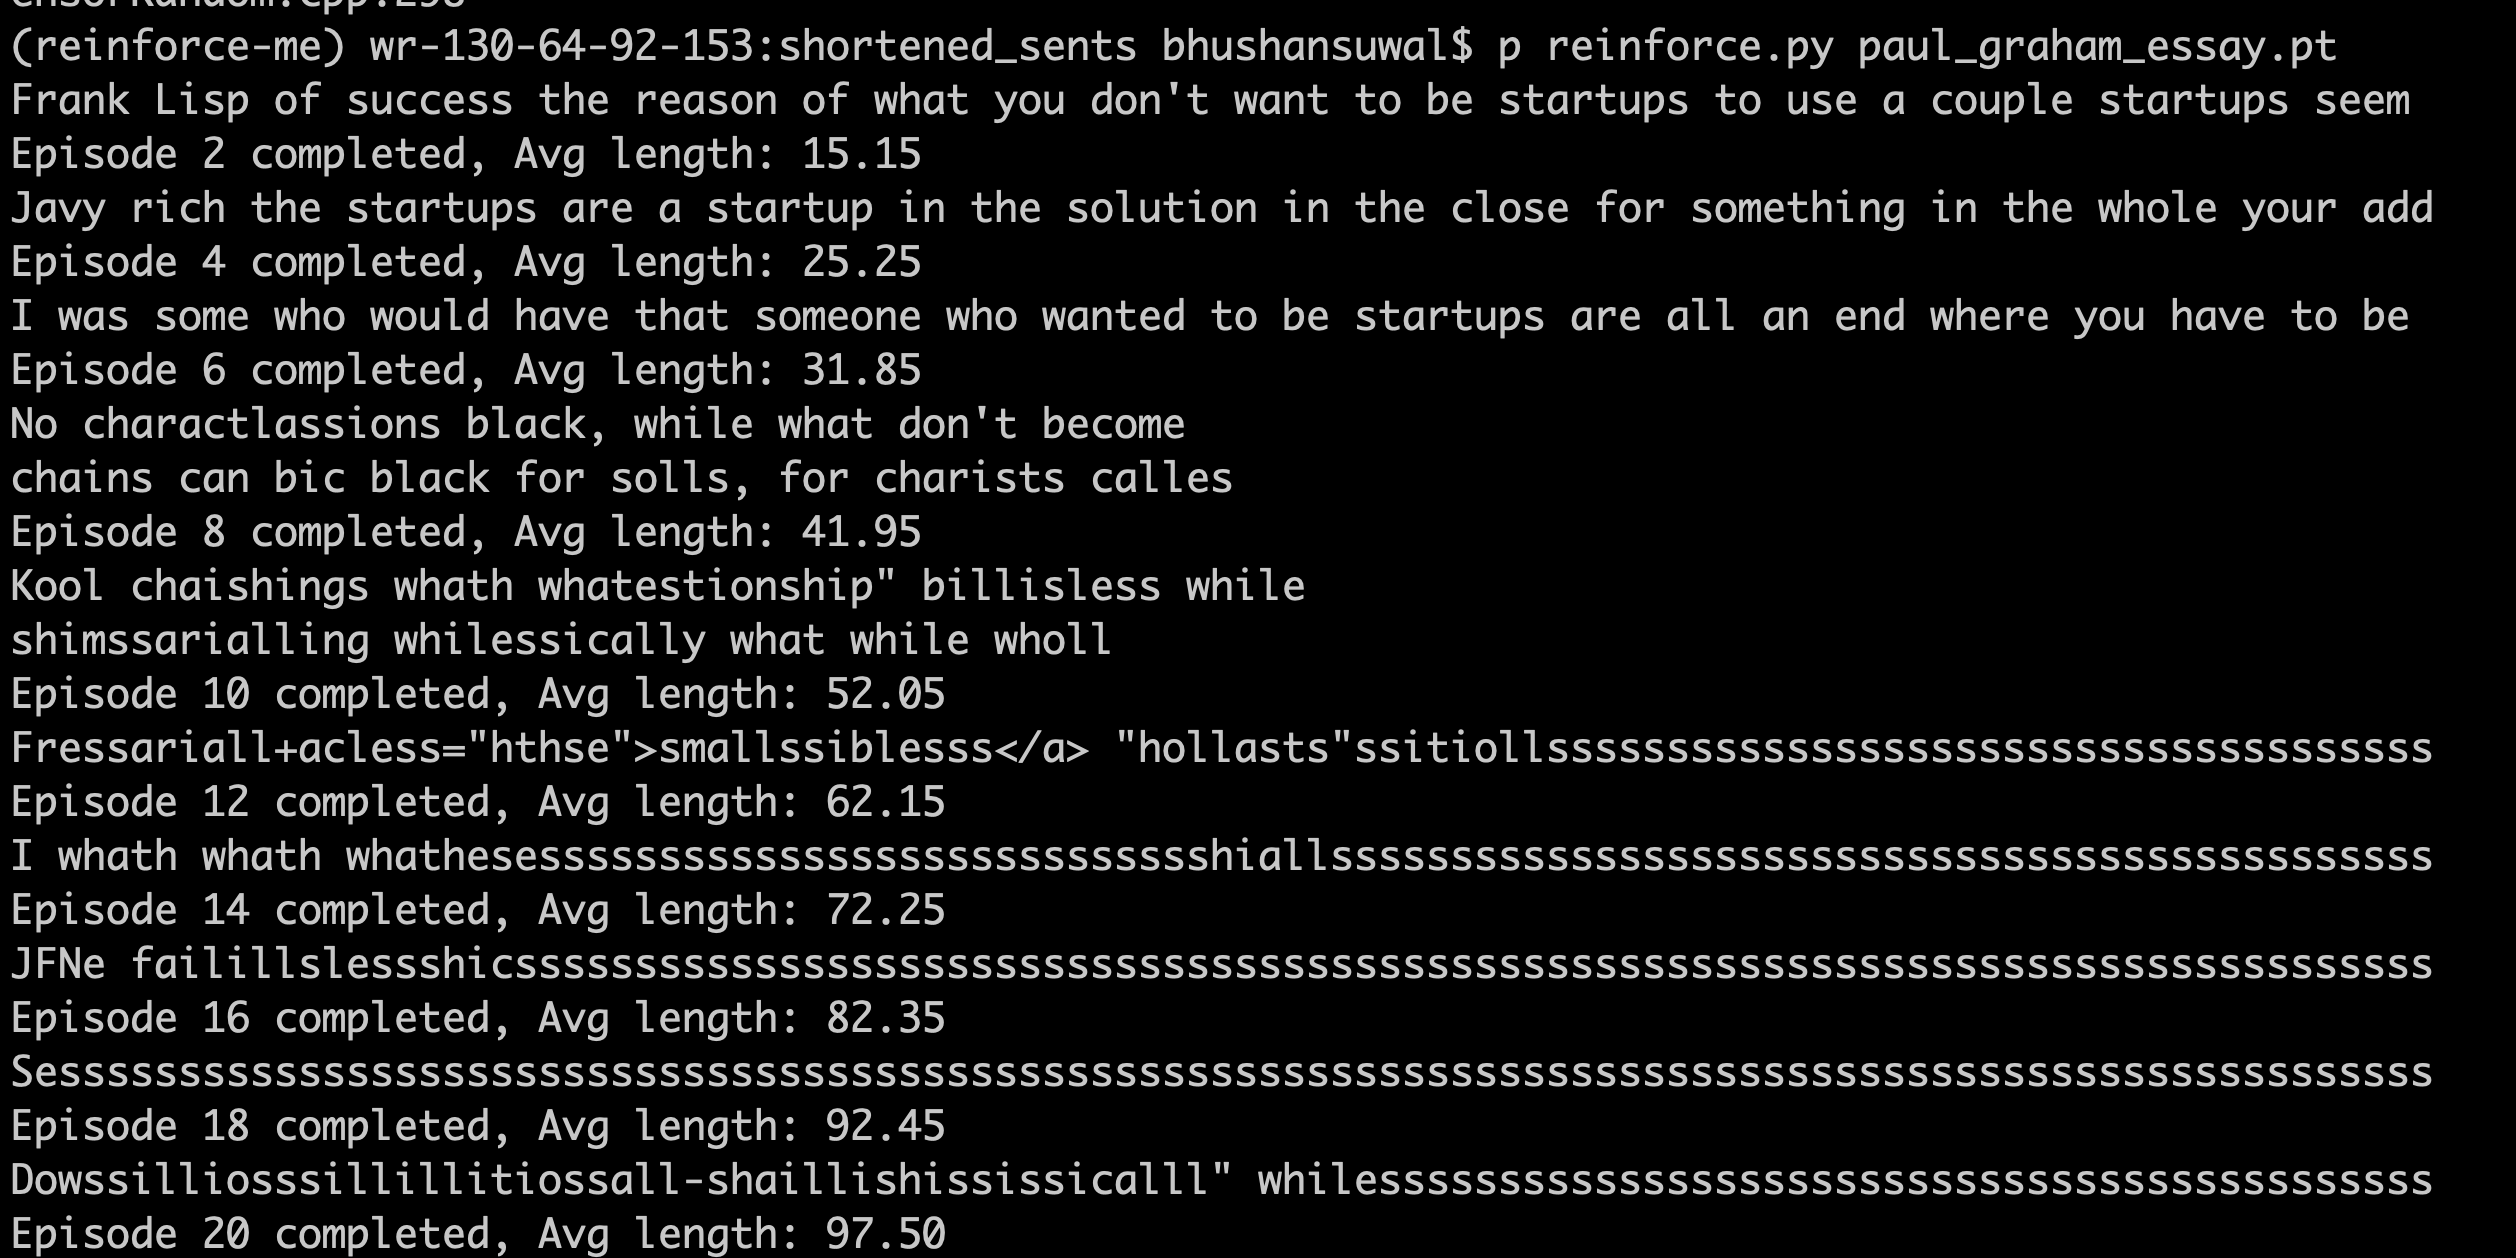 (reinforce-me) wr-130-64-92-153:shortened_sents bhushansuwal$ p reinforce.py paul_graham_essay.pt
Frank Lisp of success the reason of what you don't want to be startups to use a couple startups seem
Episode 2 completed, Avg length: 15.15
Javy rich the startups are a startup in the solution in the close for something in the whole your add
Episode 4 completed, Avg length: 25.25
I was some who would have that someone who wanted to be startups are all an end where you have to be
Episode 6 completed, Avg length: 31.85
No charactlassions black, while what don't become
chains can bic black for solls, for charists calles
Episode 8 completed, Avg length: 41.95
Kool chaishings whath whatestionship" billisless while
shimssarialling whilessically what while wholl
Episode 10 completed, Avg length: 52.05
Fressariall+acless="hthse">smallssiblesss</a> "hollasts"ssitiollsssssssssssssssssssssssssssssssssssss
Episode 12 completed, Avg length: 62.15
I whath whath whathesesssssssssssssssssssssssssssshiallssssssssssssssssssssssssssssssssssssssssssssss
Episode 14 completed, Avg length: 72.25
JFNe failillslessshicssssssssssssssssssssssssssssssssssssssssssssssssssssssssssssssssssssssssssssssss
Episode 16 completed, Avg length: 82.35
Sesssssssssssssssssssssssssssssssssssssssssssssssssssssssssssssssssssssssssssssssssssssssssssssssssss
Episode 18 completed, Avg length: 92.45
Dowssilliosssillillitiossall-shaillishississicalll" whilessssssssssssssssssssssssssssssssssssssssssss
Episode 20 completed, Avg length: 97.50